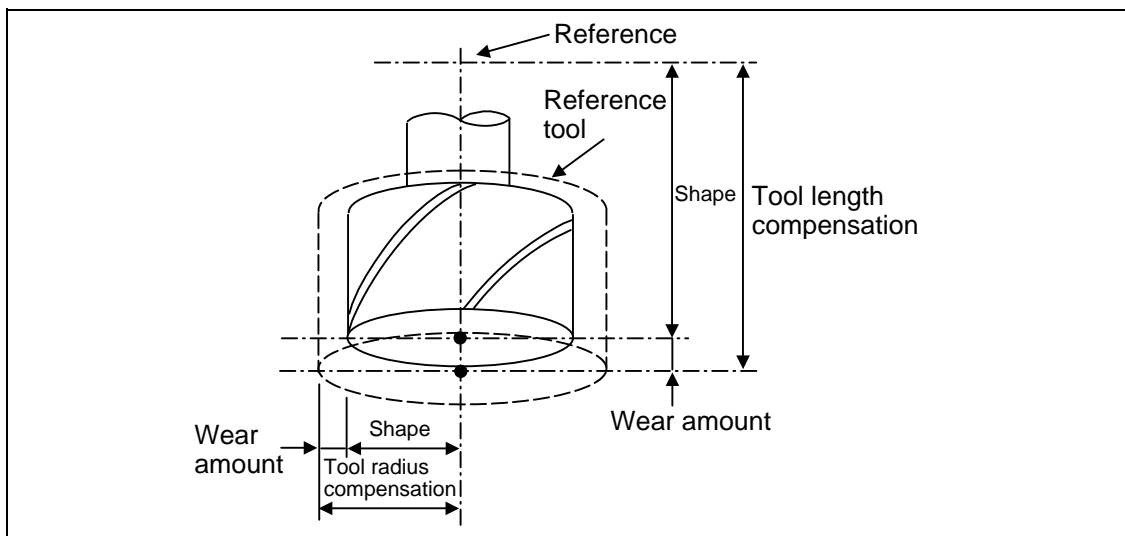 Reference
Reference
tool
Shape
Tool length
compensation
Wear amount
Wear
amount
Shape
Tool radius
compensation